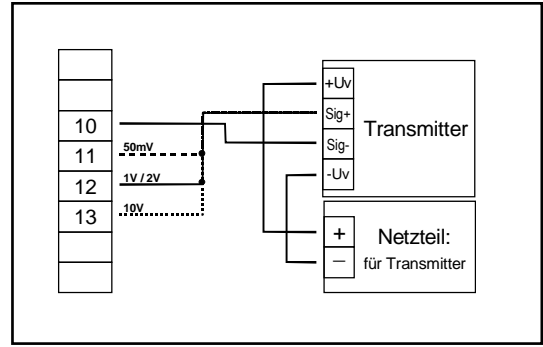 10
11
12
13
50mV
1V / 2V
10V
+Uv
Sig+
Sig-
-Uv
Transmitter
+
–
Netzteil:
für Transmitter